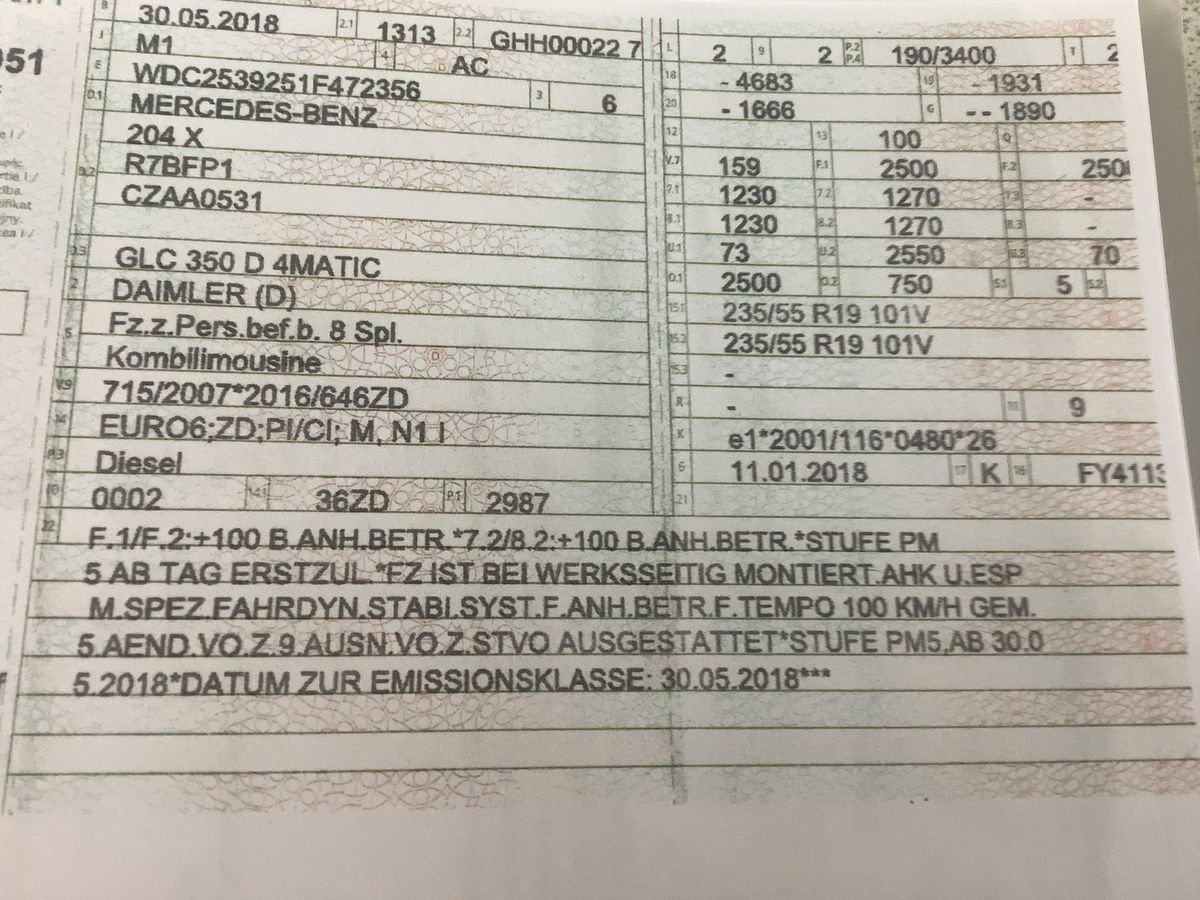 951
B 30.05.2018 2.1 1313 2.2 GHH00022 7
J M1 4 AC
E WDC2539251F472356 3 6
D.1 MERCEDES-BENZ
204 X
D.2 R7BFP1
CZAA0531
D.3 GLC 350 D 4MATIC
2 DAIMLER (D)
5 Fz.z.Pers.bef.b. 8 Spl.
Kombilimousine
V.9 715/2007*2016/646ZD
14 EURO6;ZD;PI/CI; M, N1 I
P.3 Diesel
10 0002 14.1 36ZD P.1 2987
L 2 9 2 P.2 P.4 190/3400 T 2
18 - 4683 19 - 1931
20 - 1666 G - - 1890
12 13 100 Q
V.7 159 F.1 2500 F.2 250
7.1 1230 7.2 1270 7.3 -
8.1 1230 8.2 1270 8.3 -
U.1 73 U.2 2550 U.3 70
O.1 2500 O.2 750 S.1 5 S.2
15.1 235/55 R19 101V
15.2 235/55 R19 101V
15.3 -
R - 11 9
K e1*2001/116*0480*26
6 11.01.2018 17 K 16 FY4113
21
22 F.1/F.2:+100 B.ANH.BETR.*7.2/8.2:+100 B.ANH.BETR.*STUFE PM
5 AB TAG ERSTZUL.*FZ IST BEI WERKSSEITIG MONTIERT.AHK U.ESP
M.SPEZ.FAHRDYN.STABI.SYST.F.ANH.BETR.F.TEMPO 100 KM/H GEM.
5.AEND.VO.Z.9.AUSN.VO.Z.STVO AUSGESTATTET*STUFE PM5,AB 30.0
5.2018*DATUM ZUR EMISSIONSKLASSE: 30.05.2018***